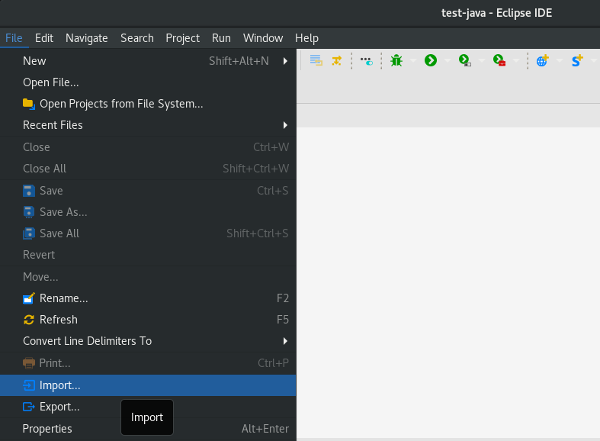 test-java - Eclipse IDE
File Edit Navigate Search Project Run Window Help
New Shift+Alt+N
Open File...
Open Projects from File System...
Recent Files
Close Ctrl+W
Close All Shift+Ctrl+W
Save Ctrl+S
Save As...
Save All Shift+Ctrl+S
Revert
Move...
Rename... F2
Refresh F5
Convert Line Delimiters To
Print... Ctrl+P
Import...
Export...
Import
Properties Alt+Enter